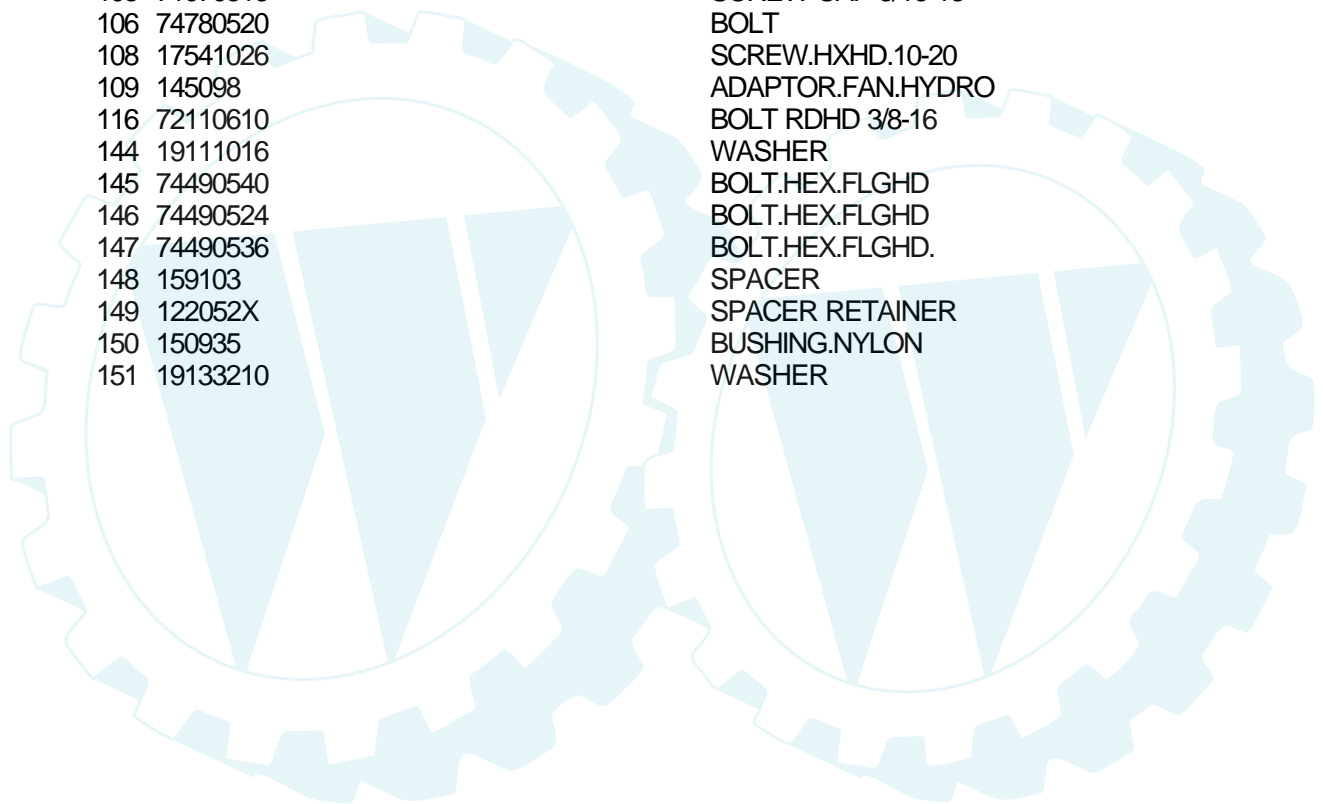 106 74780520 BOLT
108 17541026 SCREW.HXHD.10-20
109 145098 ADAPTOR.FAN.HYDRO
116 72110610 BOLT RDHD 3/8-16
144 19111016 WASHER
145 74490540 BOLT.HEX.FLGHD
146 74490524 BOLT.HEX.FLGHD
147 74490536 BOLT.HEX.FLGHD.
148 159103 SPACER
149 122052X SPACER RETAINER
150 150935 BUSHING.NYLON
151 19133210 WASHER